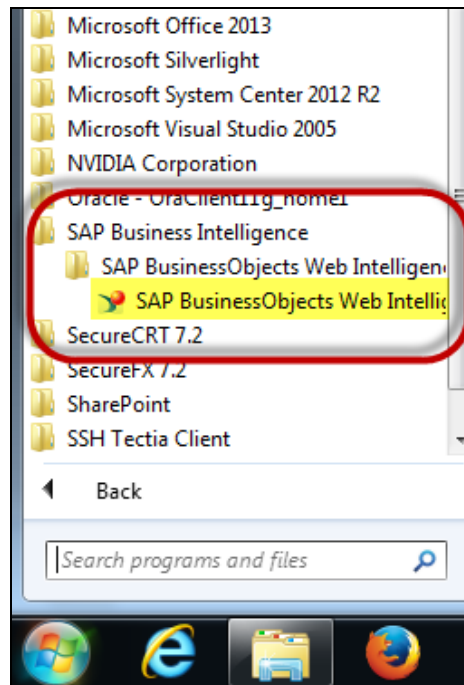 Microsoft Office 2013
Microsoft Silverlight
Microsoft System Center 2012 R2
Microsoft Visual Studio 2005
NVIDIA Corporation
Oracle - OraClient11g_home1
SAP Business Intelligence
SAP BusinessObjects Web Intelligen
SAP BusinessObjects Web Intellig
SecureCRT 7.2
SecureFX 7.2
SharePoint
SSH Tectia Client
Back
Search programs and files